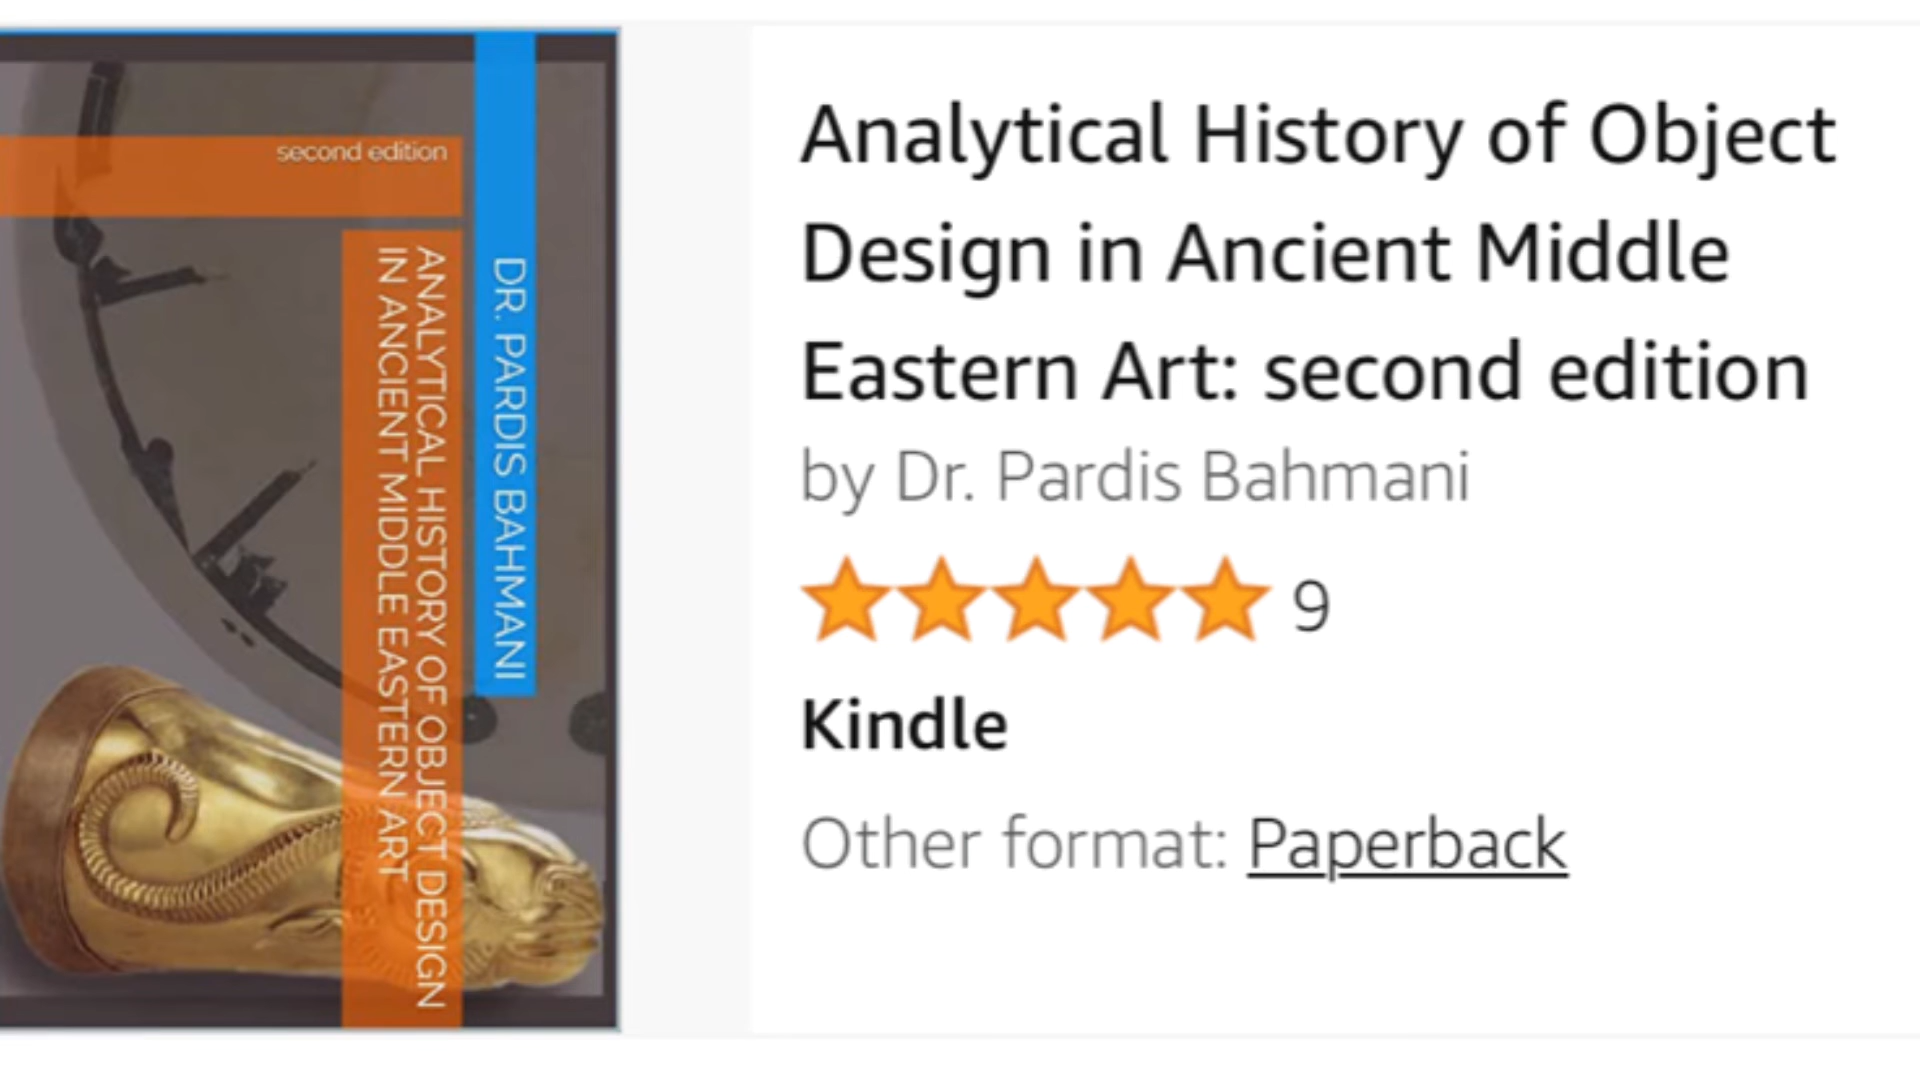 second edition
DR. PARDIS BAHMANI
ANALYTICAL HISTORY OF OBJECT DESIGN
IN ANCIENT MIDDLE EASTERN ART
Analytical History of Object
Design in Ancient Middle
Eastern Art: second edition
by Dr. Pardis Bahmani
9
Kindle
Other format: Paperback